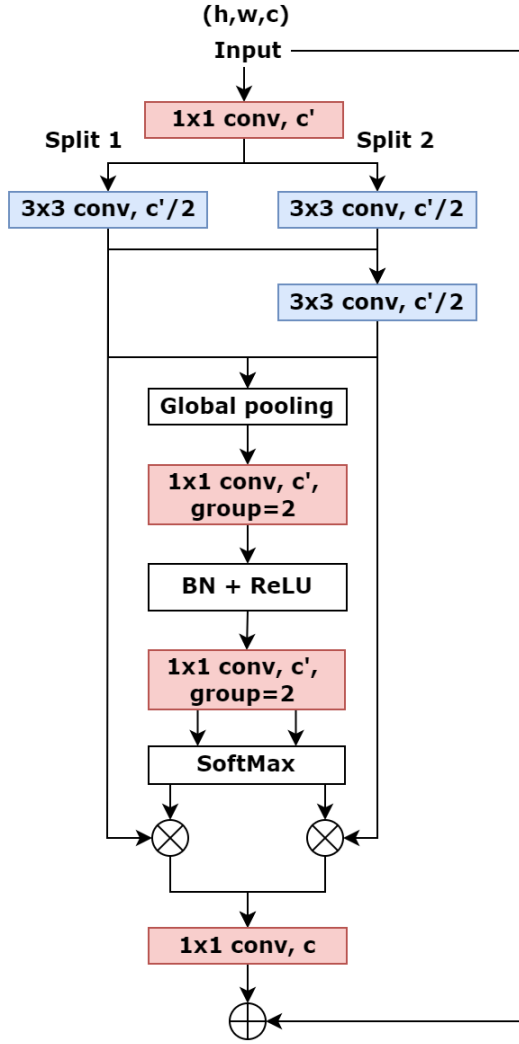 (h,w,c)
Input
1x1 conv, c'
Split 1
Split 2
3x3 conv, c'/2
3x3 conv, c'/2
3x3 conv, c'/2
Global pooling
1x1 conv, c',
group=2
BN + ReLU
1x1 conv, c',
group=2
SoftMax
1x1 conv, c